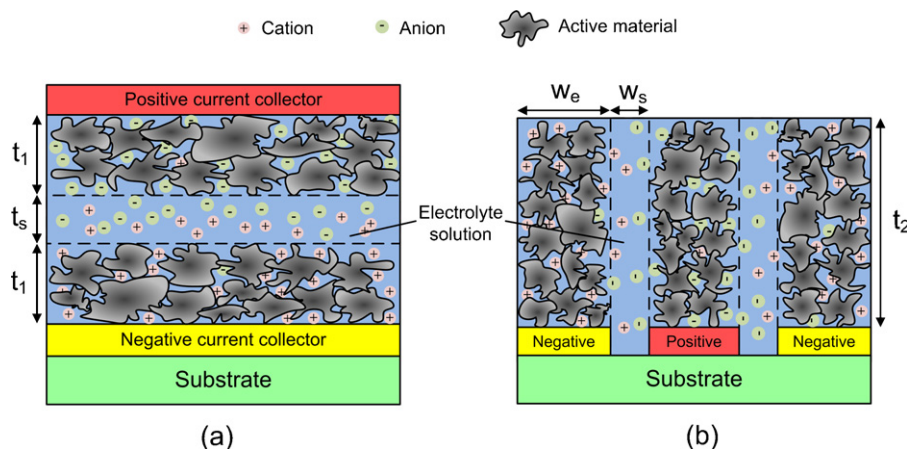 Cation
Anion
Active material
Positive current collector
t1
ts
t1
Negative current collector
Substrate
(a)
Electrolyte
solution
we
ws
t2
Negative
Positive
Negative
Substrate
(b)